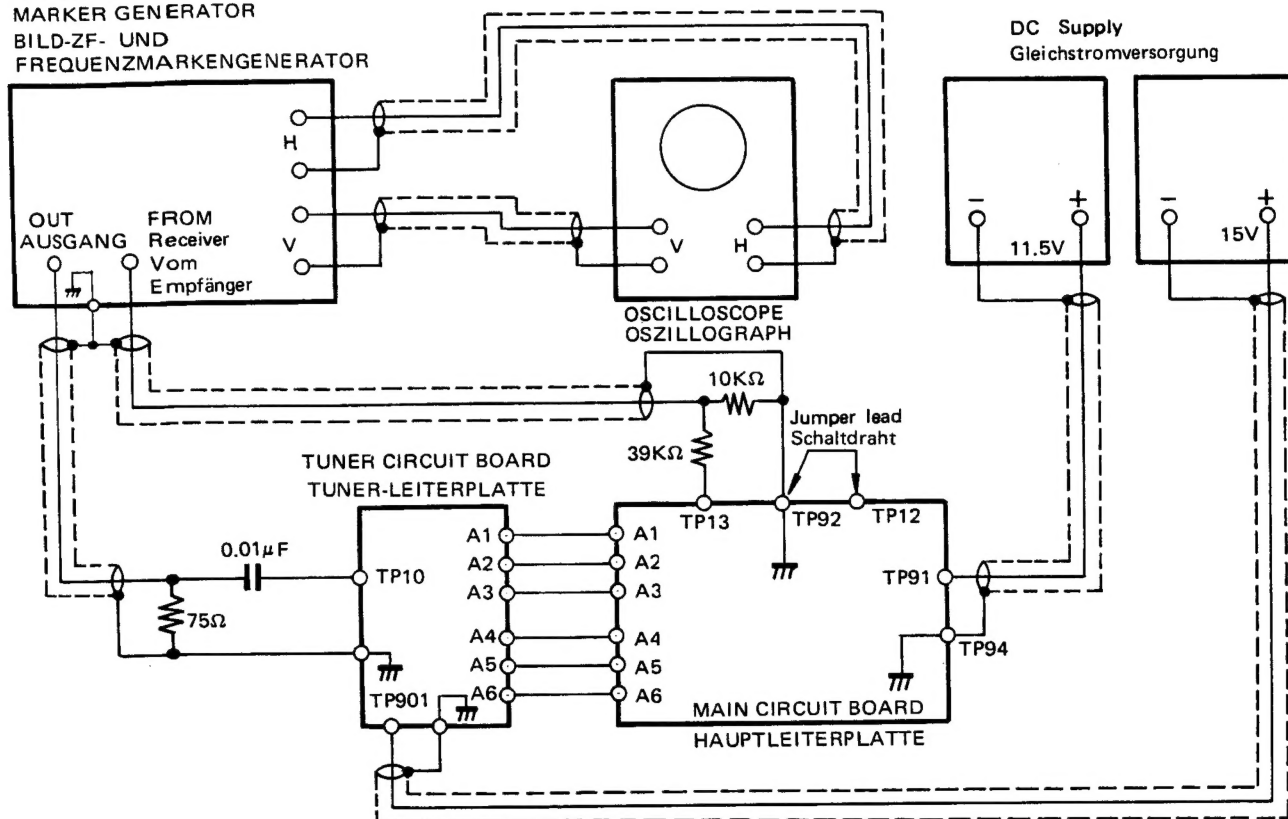 MARKER GENERATOR
BILD-ZF- UND
FREQUENZMARKENGENERATOR
DC Supply
Gleichstromversorgung
H
V
OUT
AUSGANG
FROM
Receiver
Vom
Empfänger
V
H
OSCILLOSCOPE
OSZILLOGRAPH
−
+
11.5V
−
+
15V
10KΩ
39KΩ
Jumper lead
Schaltdraht
TUNER CIRCUIT BOARD
TUNER-LEITERPLATTE
0.01μF
75Ω
TP10
TP901
A1
A2
A3
A4
A5
A6
TP13
TP92
TP12
A1
A2
A3
A4
A5
A6
TP91
TP94
MAIN CIRCUIT BOARD
HAUPTLEITERPLATTE